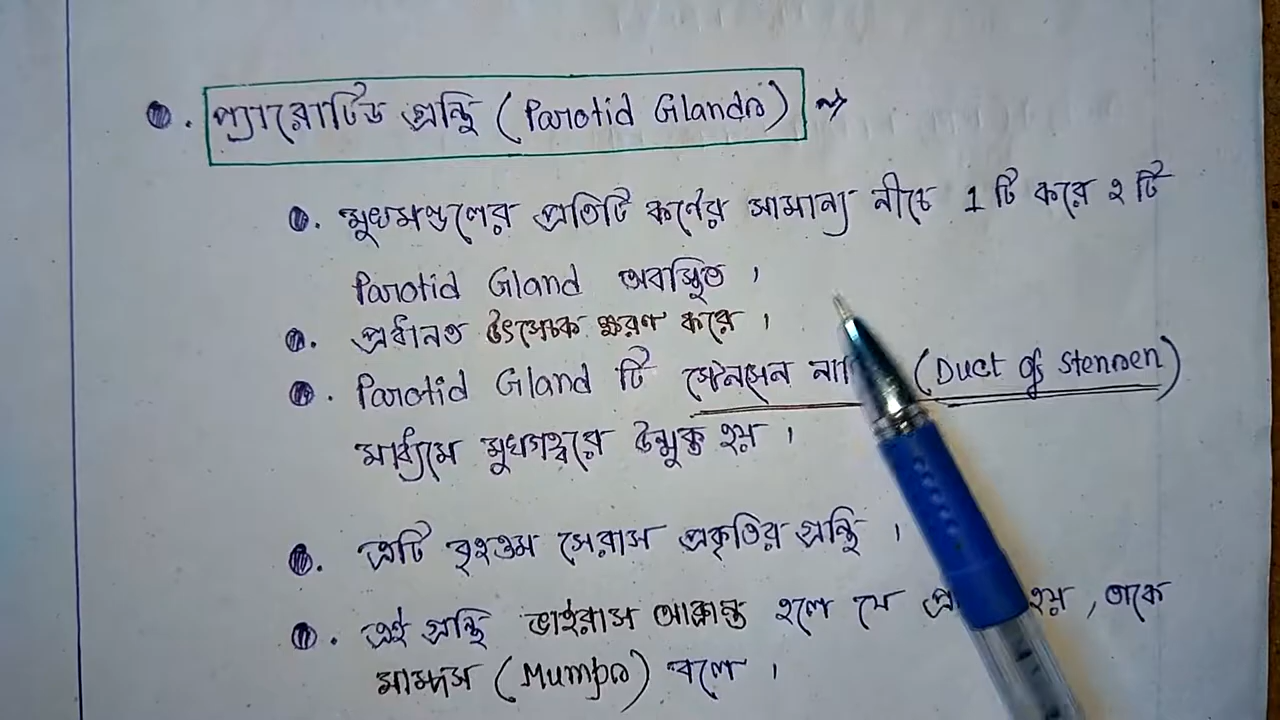 প্যারোটিড গ্রন্থি (Parotid Glands) →
মুখমণ্ডলের প্রতিটি কর্ণের সামান্য নীচে 1 টি করে ২ টি
Parotid Gland অবস্থিত ।
প্রধানত উৎসেচক ক্ষরণ করে ।
Parotid Gland টি স্টেনসেন (Duct of Stensen)
মাধ্যমে মুখগহ্বরে উন্মুক্ত হয় ।
এটি বৃহত্তম সেরাস প্রকৃতির গ্রন্থি ।
এই গ্রন্থি ভাইরাস আক্রান্ত হলে যে হয় , তাকে
মাম্পস (Mumps) বলে ।